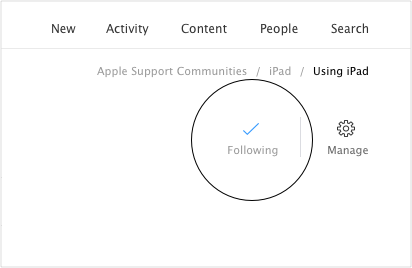 New Activity Content People Search
Apple Support Communities / iPad / Using iPad
Following Manage